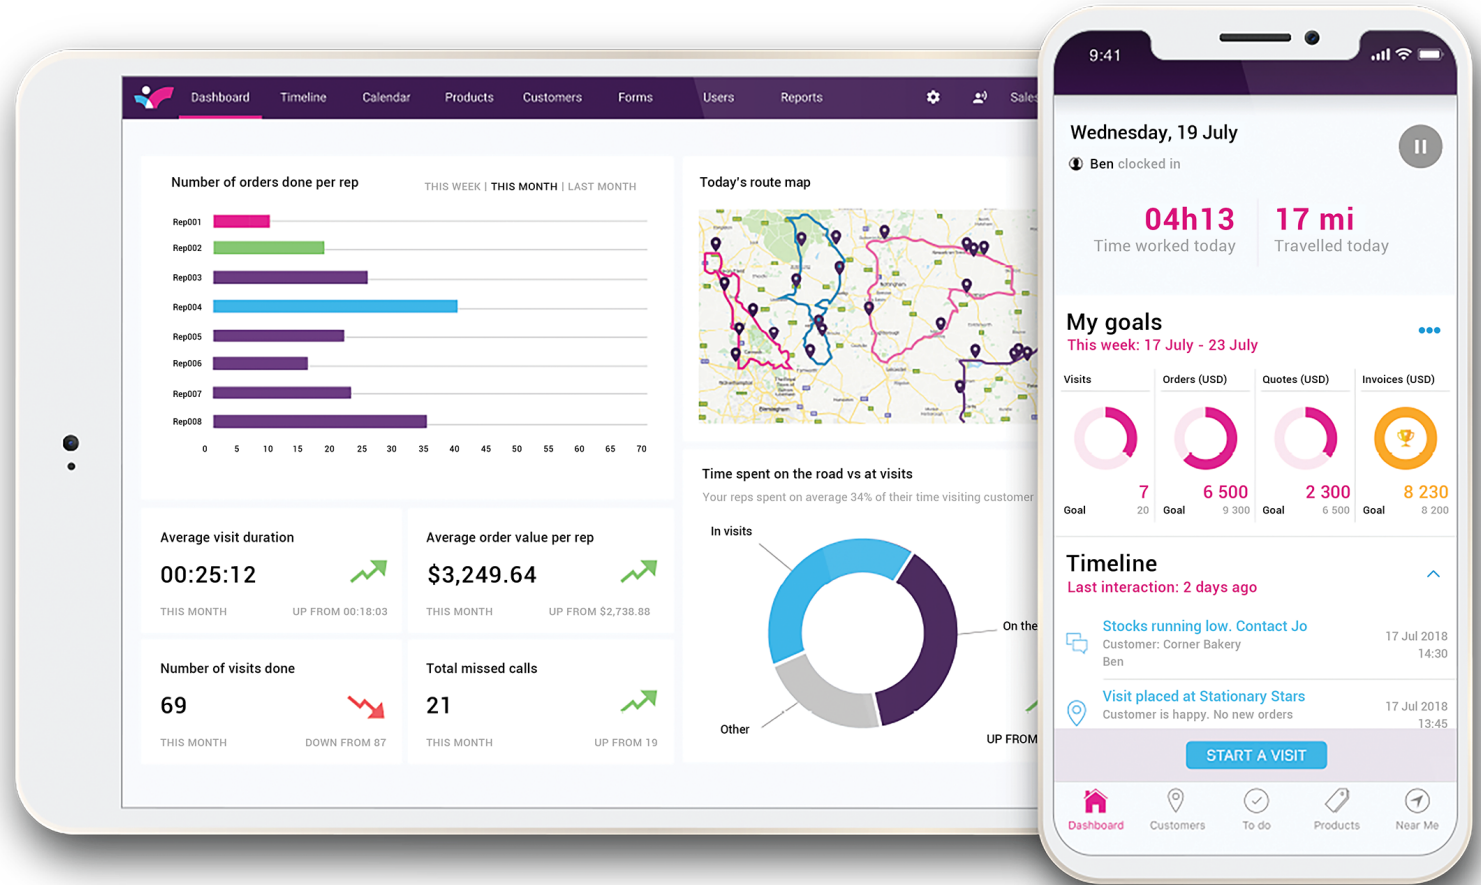 Dashboard Timeline Calendar Products Customers Forms Users Reports Sales
Number of orders done per rep
THIS WEEK | THIS MONTH | LAST MONTH
Rep001
Rep002
Rep003
Rep004
Rep005
Rep006
Rep007
Rep008
0 5 10 15 20 25 30 35 40 45 50 55 60 65 70
Average visit duration
00:25:12
THIS MONTH UP FROM 00:18:03
Average order value per rep
$3,249.64
THIS MONTH UP FROM $2,738.88
Number of visits done
69
THIS MONTH DOWN FROM 87
Total missed calls
21
THIS MONTH UP FROM 19
Today's route map
Nottingham
Birmingham
Time spent on the road vs at visits
Your reps spent on average 34% of their time visiting customer
In visits
On the
Other
UP FROM
9:41
Wednesday, 19 July
Ben clocked in
04h13
Time worked today
17 mi
Travelled today
My goals
This week: 17 July - 23 July
Visits
7
Goal 20
Orders (USD)
6 500
Goal 9 300
Quotes (USD)
2 300
Goal 6 500
Invoices (USD)
8 230
Goal 8 200
Timeline
Last interaction: 2 days ago
Stocks running low. Contact Jo
Customer: Corner Bakery
Ben
17 Jul 2018
14:30
Visit placed at Stationary Stars
Customer is happy. No new orders
17 Jul 2018
13:45
START A VISIT
Dashboard Customers To do Products Near Me